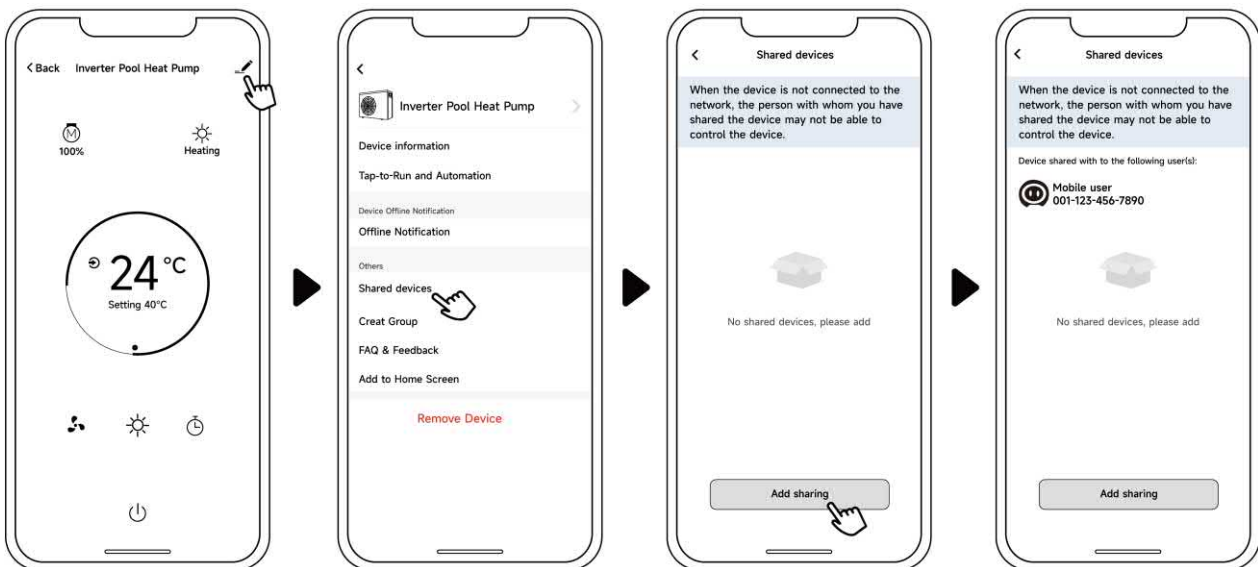 Back
Inverter Pool Heat Pump
M
100%
Heating
24 °C
Setting 40°C
Inverter Pool Heat Pump
Device information
Tap-to-Run and Automation
Device Offline Notification
Offline Notification
Others
Shared devices
Creat Group
FAQ & Feedback
Add to Home Screen
Remove Device
Shared devices
When the device is not connected to the
network, the person with whom you have
shared the device may not be able to
control the device.
No shared devices, please add
Add sharing
Shared devices
When the device is not connected to the
network, the person with whom you have
shared the device may not be able to
control the device.
Device shared with to the following user(s):
Mobile user
001-123-456-7890
No shared devices, please add
Add sharing